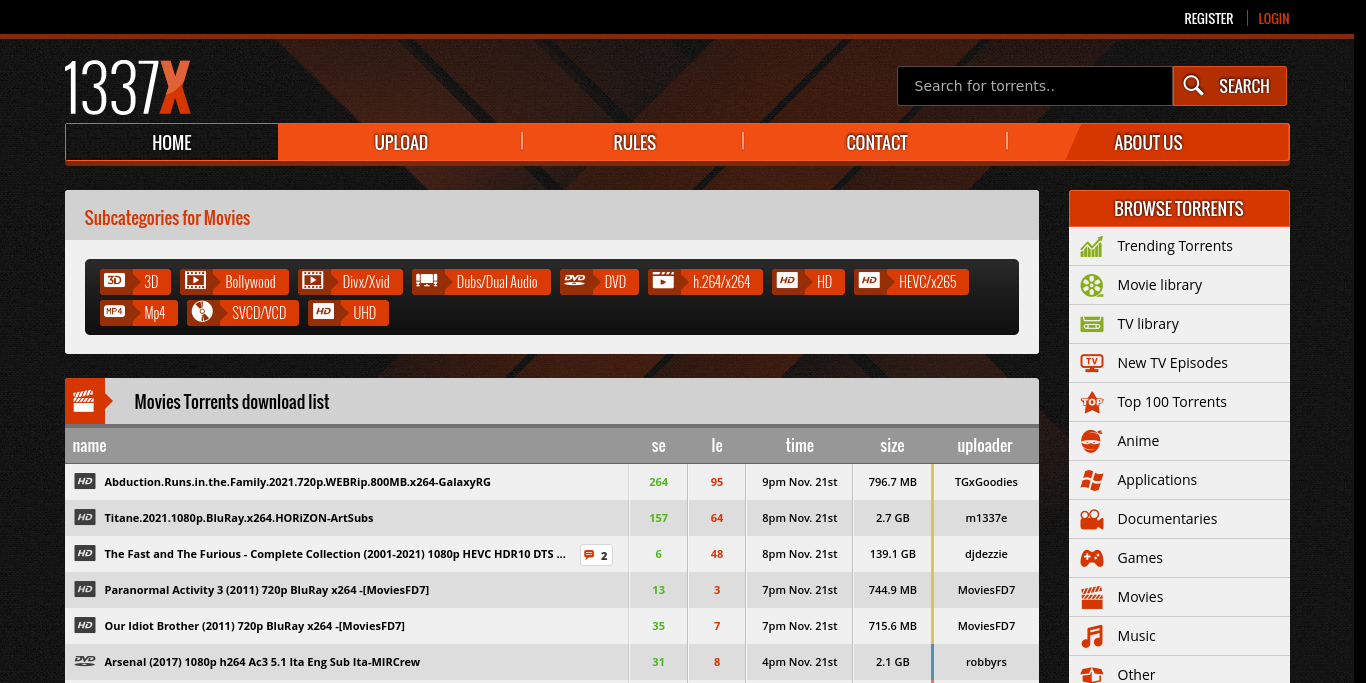 REGISTER LOGIN
1337X
Search for torrents..
SEARCH
HOME UPLOAD RULES CONTACT ABOUT US
Subcategories for Movies
3D 3D Bollywood Divx/Xvid Dubs/Dual Audio DVD DVD h.264/x264 HD HD HD HEVC/x265
MP4 Mp4 SVCD/VCD HD UHD
Movies Torrents download list
name se le time size uploader
HD Abduction.Runs.in.the.Family.2021.720p.WEBRip.800MB.x264-GalaxyRG 264 95 9pm Nov. 21st 796.7 MB TGxGoodies
HD Titane.2021.1080p.BluRay.x264.HORiZON-ArtSubs 157 64 8pm Nov. 21st 2.7 GB m1337e
HD The Fast and The Furious - Complete Collection (2001-2021) 1080p HEVC HDR10 DTS ... 2 6 48 8pm Nov. 21st 139.1 GB djdezzie
HD Paranormal Activity 3 (2011) 720p BluRay x264 -[MoviesFD7] 13 3 7pm Nov. 21st 744.9 MB MoviesFD7
HD Our Idiot Brother (2011) 720p BluRay x264 -[MoviesFD7] 35 7 7pm Nov. 21st 715.6 MB MoviesFD7
DVD Arsenal (2017) 1080p h264 Ac3 5.1 Ita Eng Sub Ita-MIRCrew 31 8 4pm Nov. 21st 2.1 GB robbyrs
BROWSE TORRENTS
Trending Torrents
Movie library
TV library
TV New TV Episodes
TOP Top 100 Torrents
Anime
Applications
Documentaries
Games
Movies
Music
Other